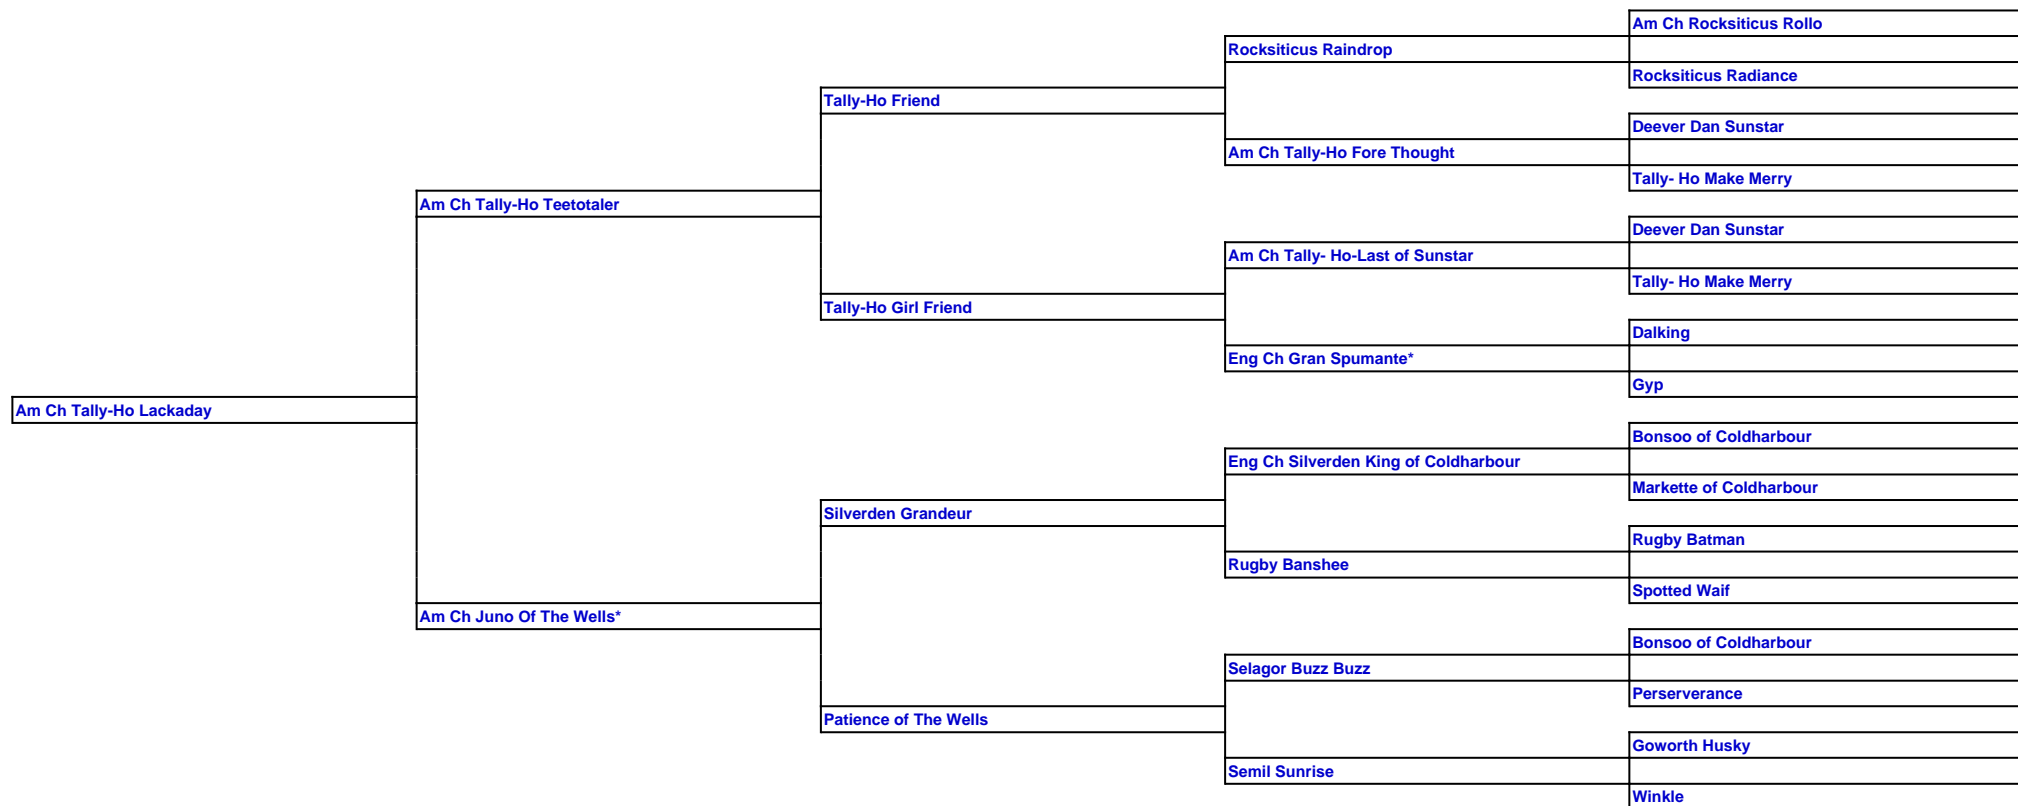 Am Ch Rocksiticus Rollo
Rocksiticus Raindrop
Rocksiticus Radiance
Tally-Ho Friend
Deever Dan Sunstar
Am Ch Tally-Ho Fore Thought
Tally- Ho Make Merry
Am Ch Tally-Ho Teetotaler
Deever Dan Sunstar
Am Ch Tally- Ho-Last of Sunstar
Tally- Ho Make Merry
Tally-Ho Girl Friend
Dalking
Eng Ch Gran Spumante*
Gyp
Am Ch Tally-Ho Lackaday
Bonsoo of Coldharbour
Eng Ch Silverden King of Coldharbour
Markette of Coldharbour
Silverden Grandeur
Rugby Batman
Rugby Banshee
Spotted Waif
Am Ch Juno Of The Wells*
Bonsoo of Coldharbour
Selagor Buzz Buzz
Perserverance
Patience of The Wells
Goworth Husky
Semil Sunrise
Winkle